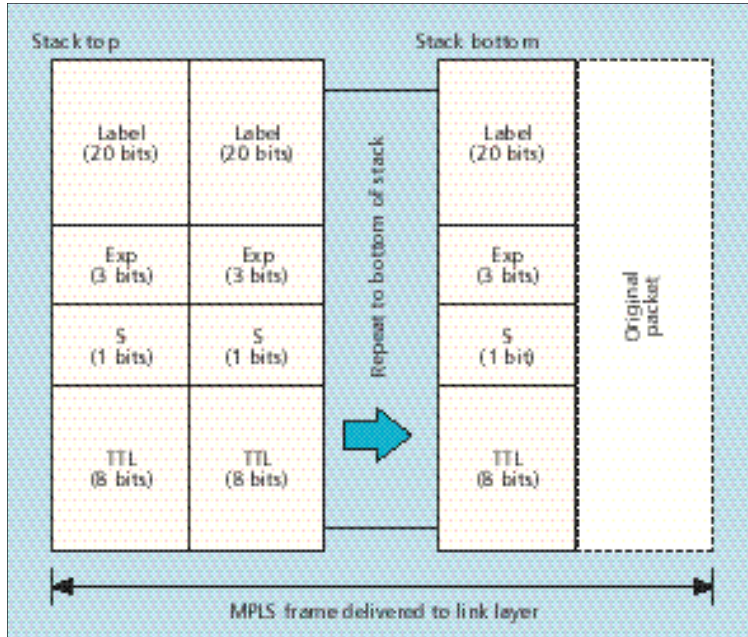 Stack top
Stack bottom
Label
(20 bits)
Label
(20 bits)
Label
(20 bits)
Exp
(3 bits)
Exp
(3 bits)
Exp
(3 bits)
S
(1 bits)
S
(1 bits)
S
(1 bit)
TTL
(8 bits)
TTL
(8 bits)
TTL
(8 bits)
Repeat to bottom of stack
Original
packet
MPLS frame delivered to link layer